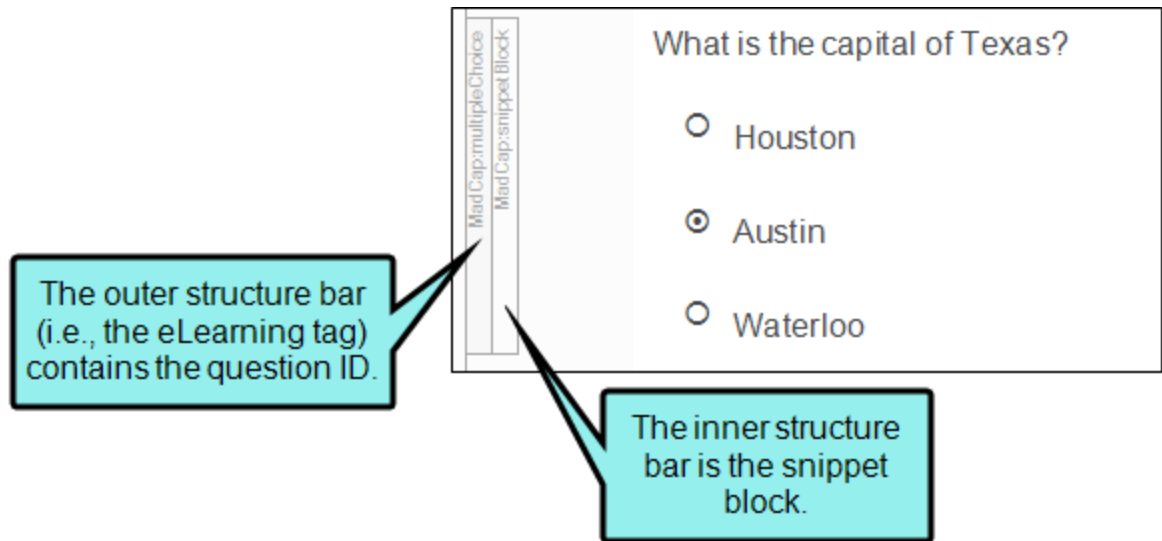 MadCap:multipleChoice
MadCap:snippetBlock
What is the capital of Texas?
Houston
Austin
Waterloo
The outer structure bar
(i.e., the eLearning tag)
contains the question ID.
The inner structure
bar is the snippet
block.